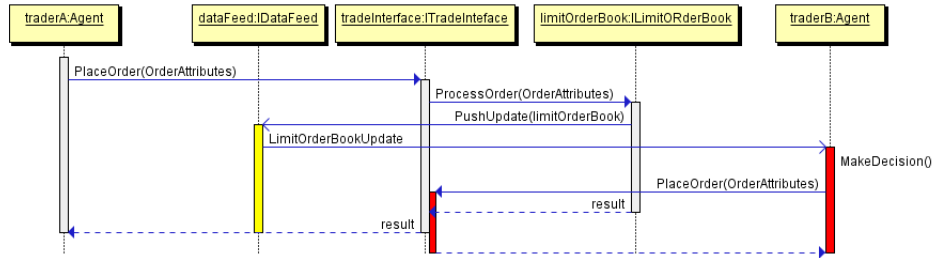 traderA:Agent
dataFeed:IDataFeed
tradeInterface:ITradeInteface
limitOrderBook:ILimitORderBook
traderB:Agent
PlaceOrder(OrderAttributes)
ProcessOrder(OrderAttributes)
PushUpdate(limitOrderBook)
LimitOrderBookUpdate
MakeDecision()
PlaceOrder(OrderAttributes)
result
result